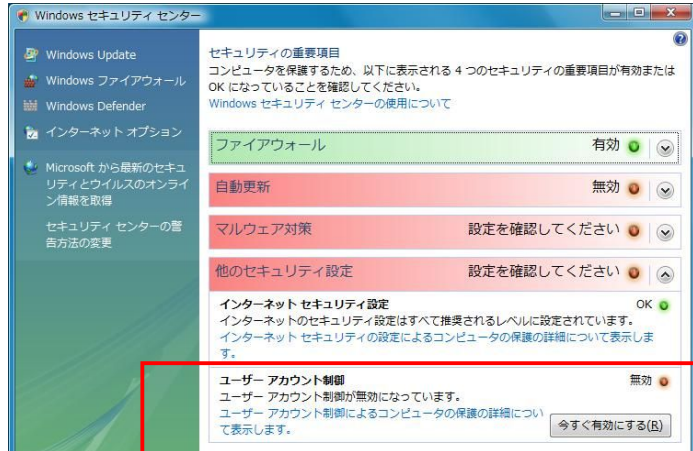 Windows セキュリティ センター
Windows Update
Windows ファイアウォール
Windows Defender
インターネット オプション
Microsoft から最新のセキュ
リティとウイルスのオンライ
ン情報を取得
セキュリティ センターの警
告方法の変更
セキュリティの重要項目
コンピュータを保護するため、以下に表示される 4 つのセキュリティの重要項目が有効または
OK になっていることを確認してください。
Windows セキュリティ センターの使用について
ファイアウォール 有効
自動更新 無効
マルウェア対策 設定を確認してください
他のセキュリティ設定 設定を確認してください
インターネット セキュリティ設定 OK
インターネットのセキュリティ設定はすべて推奨されるレベルに設定されています。
インターネット セキュリティの設定によるコンピュータの保護の詳細について表示しま
す。
ユーザー アカウント制御 無効
ユーザー アカウント制御が無効になっています。
ユーザー アカウント制御によるコンピュータの保護の詳細につい
て表示します。
今すぐ有効にする(R)